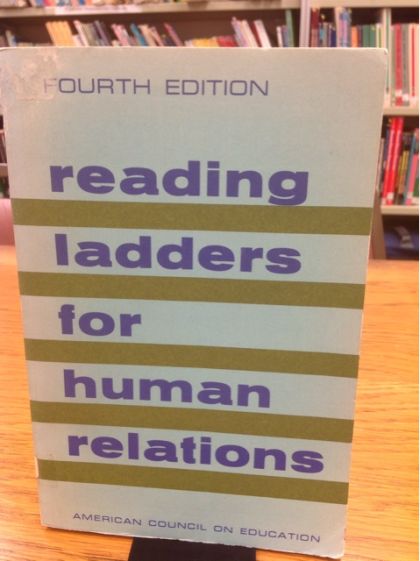 FOURTH EDITION
reading
ladders
for
human
relations
AMERICAN COUNCIL ON EDUCATION